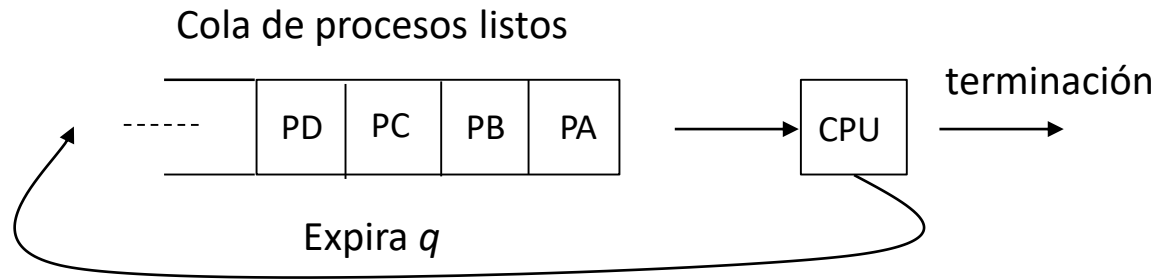 Cola de procesos listos
terminación
PD PC PB PA CPU
Expira q